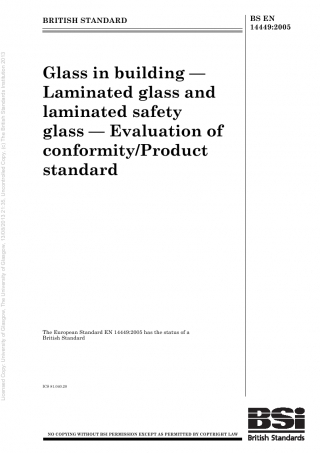 BRITISH STANDARD
BS EN
14449:2005
Glass in building —
Laminated glass and
laminated safety
glass — Evaluation of
conformity/Product
standard
The European Standard EN 14449:2005 has the status of a
British Standard
ICS 81.040.20
NO COPYING WITHOUT BSI PERMISSION EXCEPT AS PERMITTED BY COPYRIGHT LAW
BSi
British Standards
Licensed Copy: University of Glasgow, The University of Glasgow, 13/09/2013 21:35, Uncontrolled Copy, (c) The British Standards Institution 2013